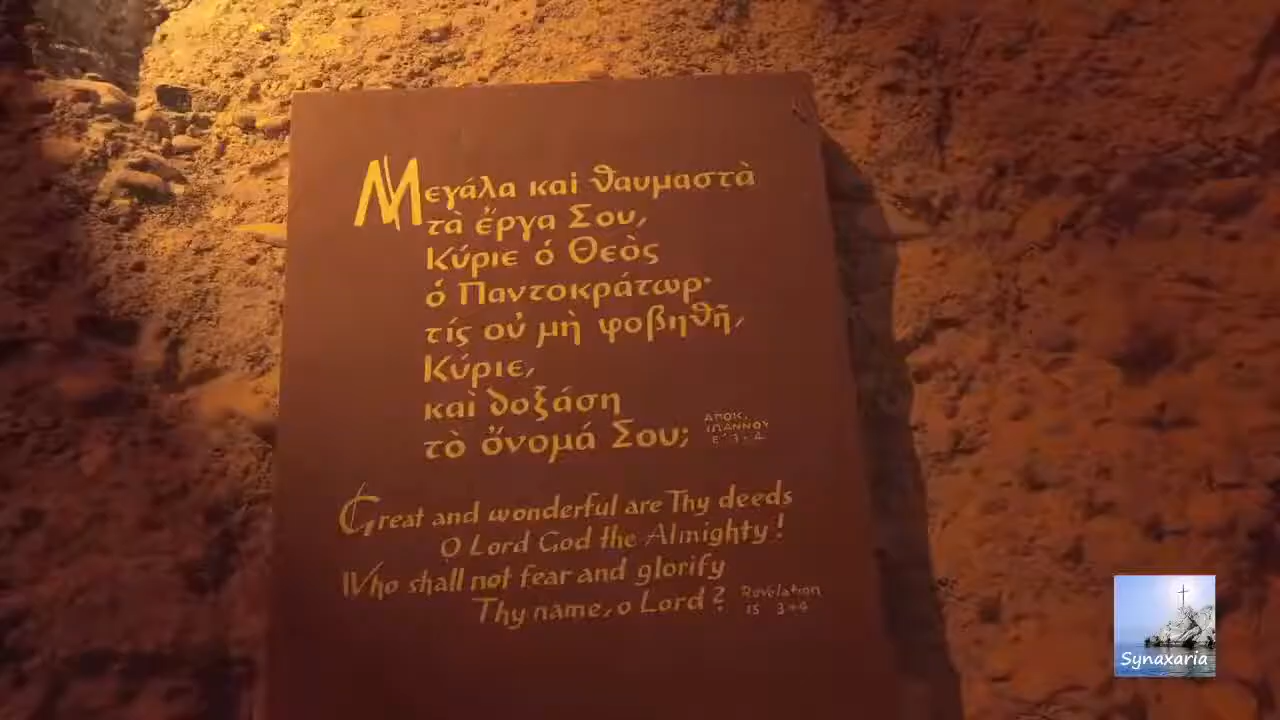 Μεγάλα καὶ θαυμαστὰ
τὰ ἔργα Σου,
Κύριε ὁ Θεὸς
ὁ Παντοκράτωρ·
τίς οὐ μὴ φοβηθῆ,
Κύριε,
καὶ δοξάση
τὸ ὄνομά Σου;
ΑΠΟΚ.
ΙΩΑΝΝΟΥ
Great and wonderful are Thy deeds
O Lord God the Almighty!
Who shall not fear and glorify
Thy name, o Lord?
Revelation
15 3+4
Synaxaria